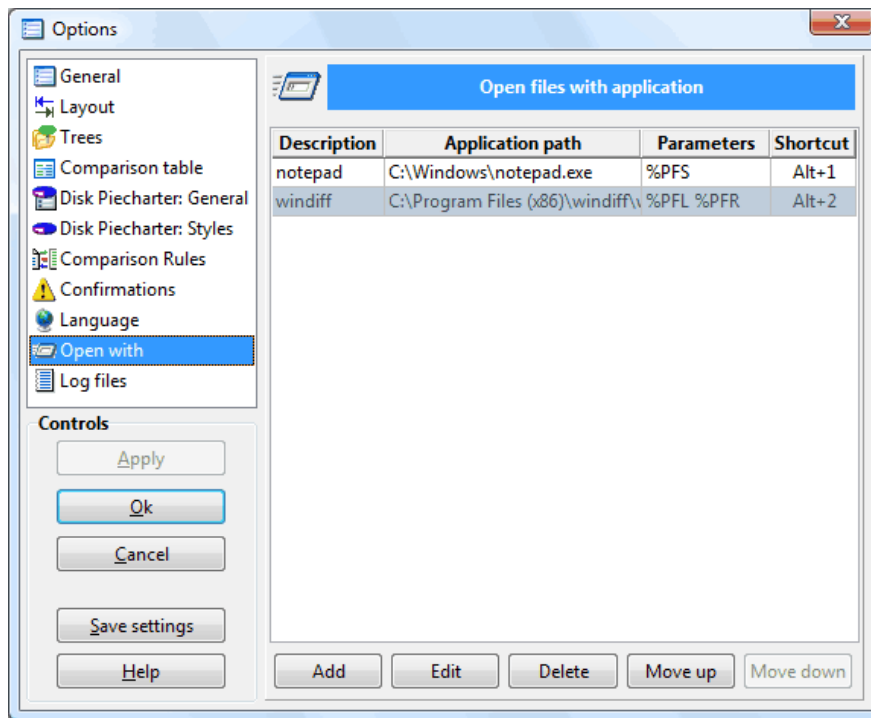 Options
General
Layout
Trees
Comparison table
Disk Piecharter: General
Disk Piecharter: Styles
Comparison Rules
Confirmations
Language
Open with
Log files
Controls
Apply
Ok
Cancel
Save settings
Help
Open files with application
Description Application path Parameters Shortcut
notepad C:\Windows\notepad.exe %PFS Alt+1
windiff C:\Program Files (x86)\windiff\ %PFL %PFR Alt+2
Add Edit Delete Move up Move down